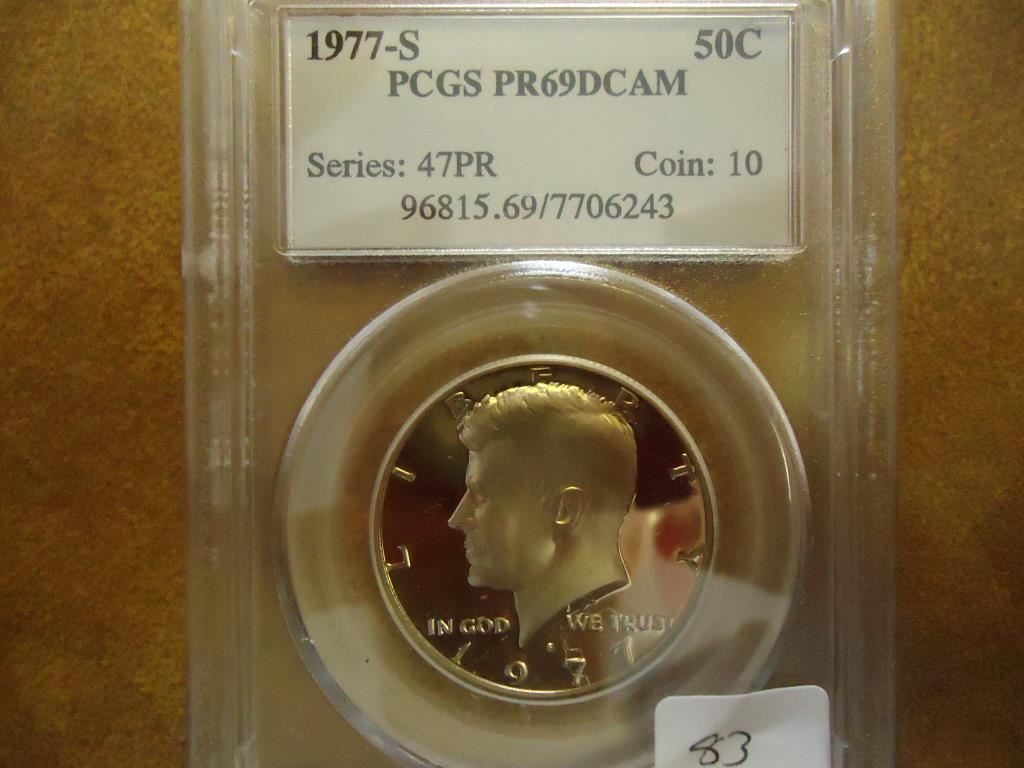 1977-S 50C
PCGS PR69DCAM
Series: 47PR Coin: 10
96815.69/7706243
LIBERTY
IN GOD WE TRUST
1977
83